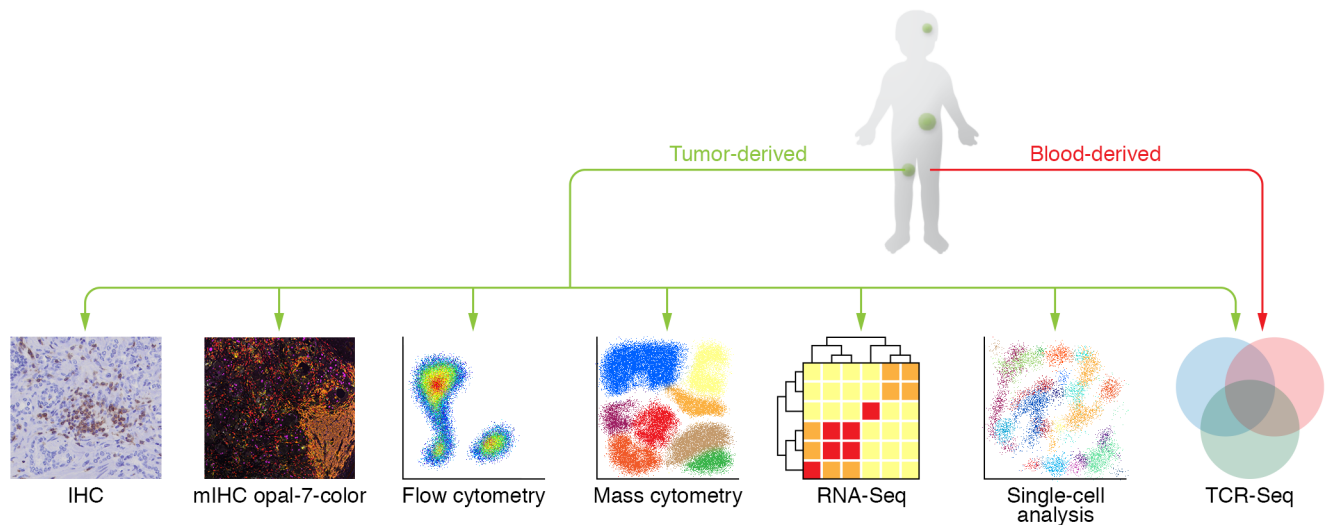 Tumor-derived
Blood-derived
IHC
mIHC opal-7-color
Flow cytometry
Mass cytometry
RNA-Seq
Single-cell
analysis
TCR-Seq